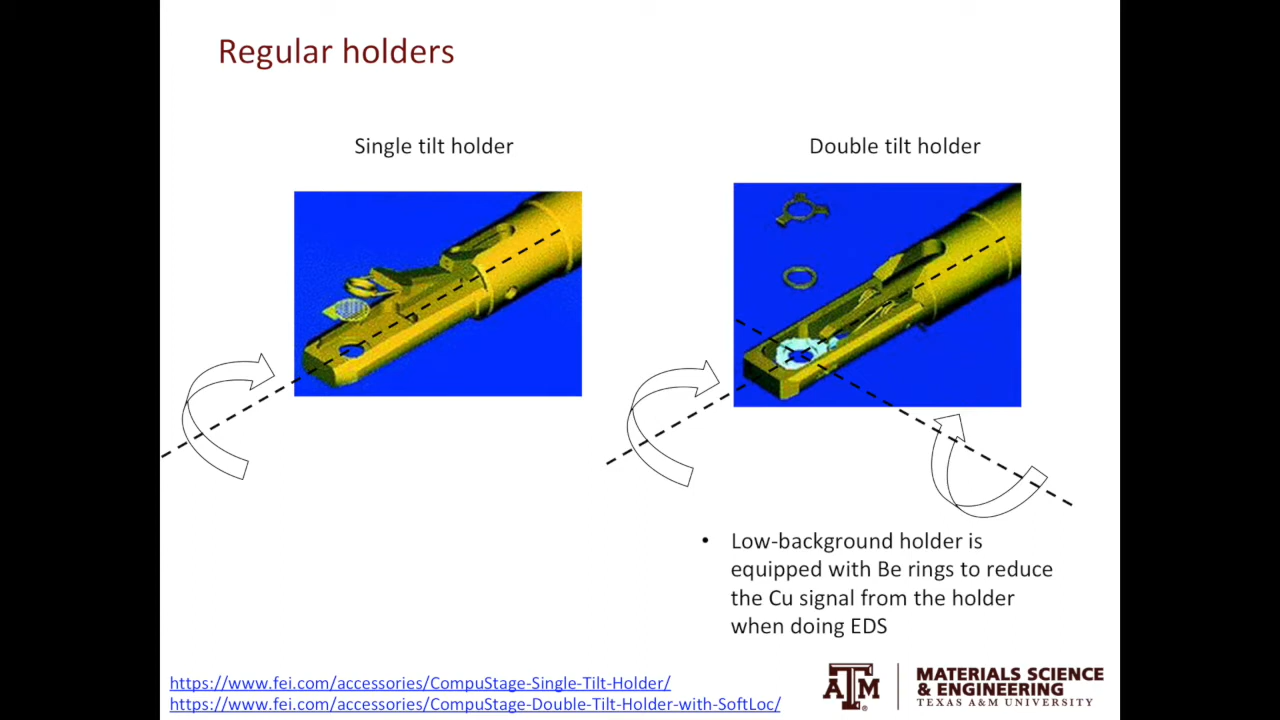 Regular holders
Single tilt holder
Double tilt holder
• Low-background holder is
equipped with Be rings to reduce
the Cu signal from the holder
when doing EDS
https://www.fei.com/accessories/CompuStage-Single-Tilt-Holder/
https://www.fei.com/accessories/CompuStage-Double-Tilt-Holder-with-SoftLoc/
ATM®
MATERIALS SCIENCE
& ENGINEERING
TEXAS A&M UNIVERSITY